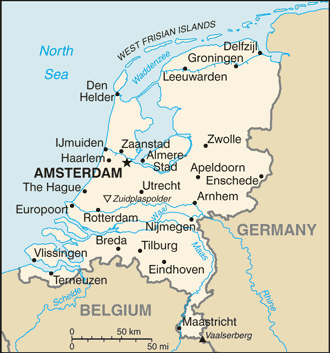 WEST FRISIAN ISLANDS
North
Sea
Delfzijl
Groningen
Waddenzee
Leeuwarden
Den
Helder
IJmuiden
Zaanstad
Zwolle
Haarlem
Almere
Stad
AMSTERDAM
Apeldoorn
Enschede
The Hague
Utrecht
Zuidplaspolder
Arnhem
Europoort
Rotterdam
Waal
Nijmegen
GERMANY
Breda
Tilburg
Maas
Vlissingen
Eindhoven
Terneuzen
Schelde
Rhine
BELGIUM
Maastricht
Vaalserberg
0
50 km
0
50 mi